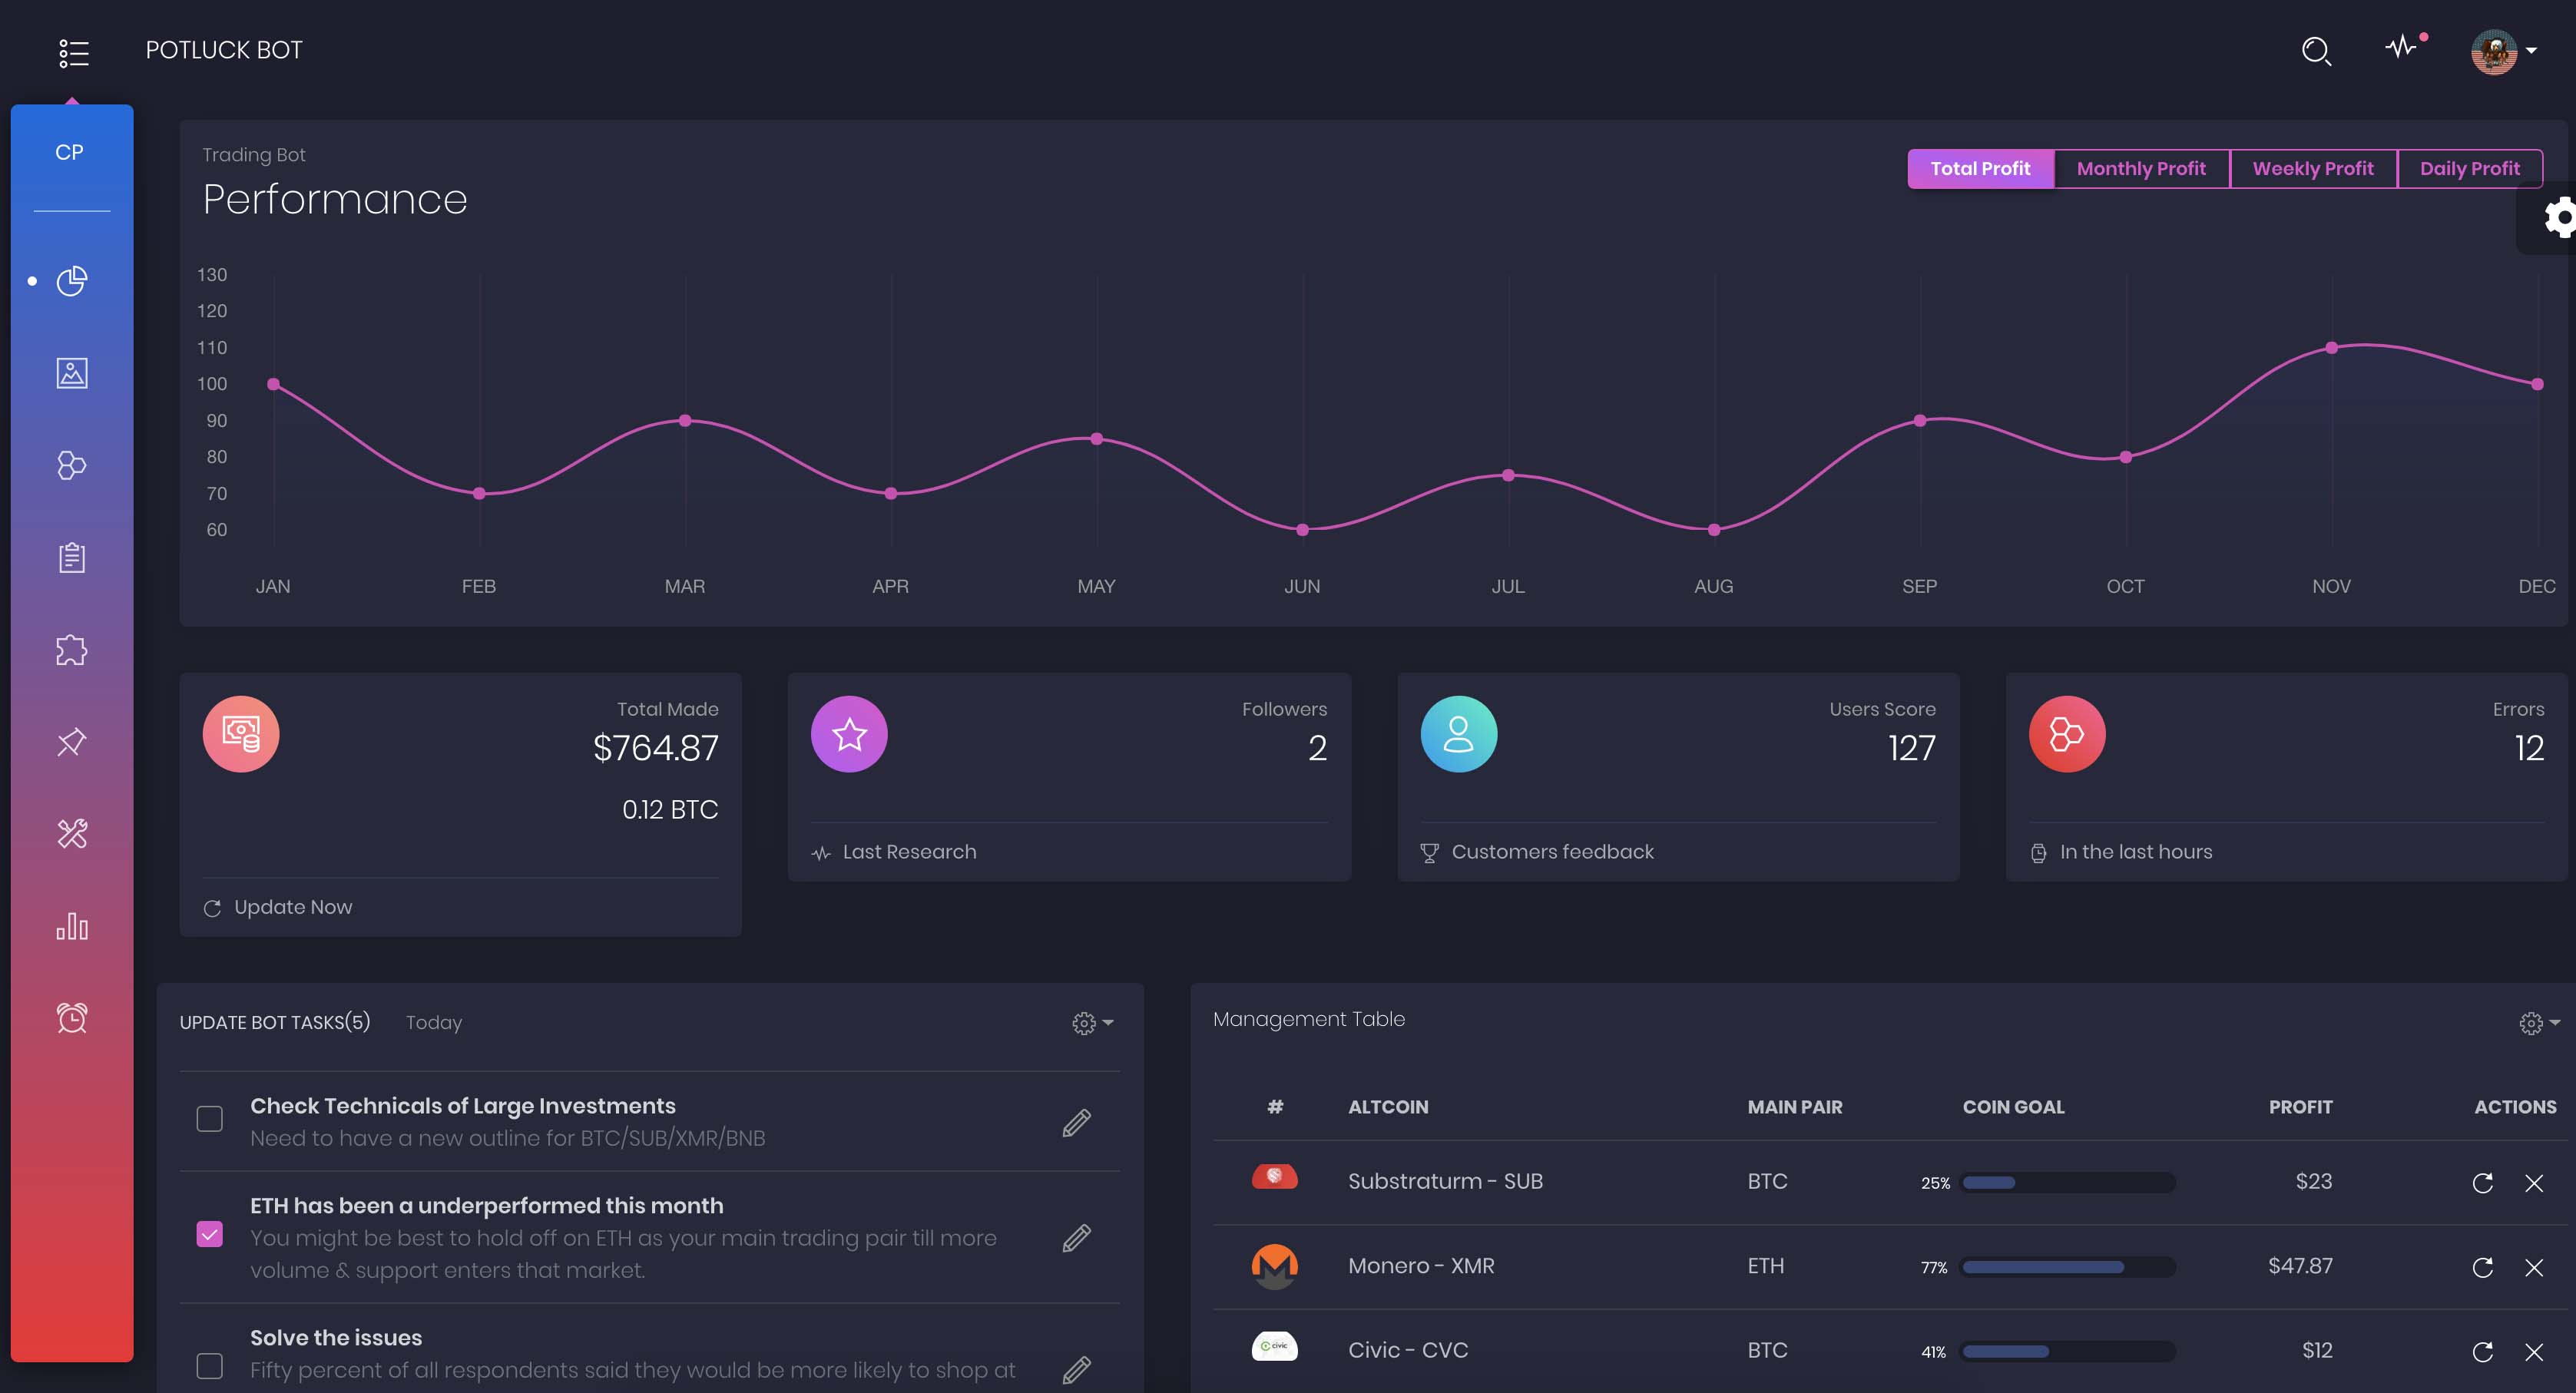 POTLUCK BOT
CP
Trading Bot
Performance
Total Profit Monthly Profit Weekly Profit Daily Profit
130
120
110
100
90
80
70
60
JAN FEB MAR APR MAY JUN JUL AUG SEP OCT NOV DEC
Total Made
$764.87
0.12 BTC
Update Now
Followers
2
Last Research
Users Score
127
Customers feedback
Errors
12
In the last hours
UPDATE BOT TASKS(5) Today
Check Technicals of Large Investments
Need to have a new outline for BTC/SUB/XMR/BNB
ETH has been a underperformed this month
You might be best to hold off on ETH as your main trading pair till more
volume & support enters that market.
Solve the issues
Fifty percent of all respondents said they would be more likely to shop at
Management Table
# ALTCOIN MAIN PAIR COIN GOAL PROFIT ACTIONS
Substraturm - SUB BTC 25% $23
Monero - XMR ETH 77% $47.87
civic Civic - CVC BTC 41% $12